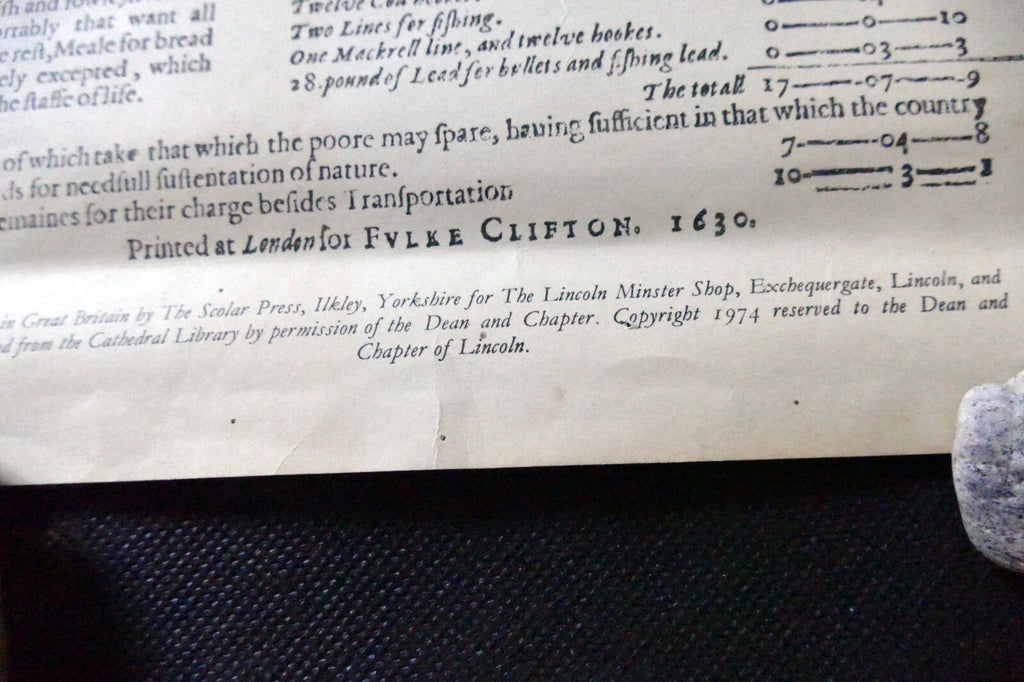 ortably that want all
rest, Meale for bread
ely excepted, which
he staffe of life.
Two Lines for fishing.
One Mackrell line, and twelve hookes. 0——0——10
28. pound of Lead for bullets and fishing lead. 0——03——3
The totall 17——07——9
of which take that which the poore may spare, hauing sufficient in that which the country
ds for needfull sustentation of nature. 7——04——8
emaines for their charge besides Transportation 10——3——1
Printed at London for FVLKE CLIFTON. 1630.
in Great Britain by The Scolar Press, Ilkley, Yorkshire for The Lincoln Minster Shop, Exchequergate, Lincoln, and
d from the Cathedral Library by permission of the Dean and Chapter. Copyright 1974 reserved to the Dean and
Chapter of Lincoln.